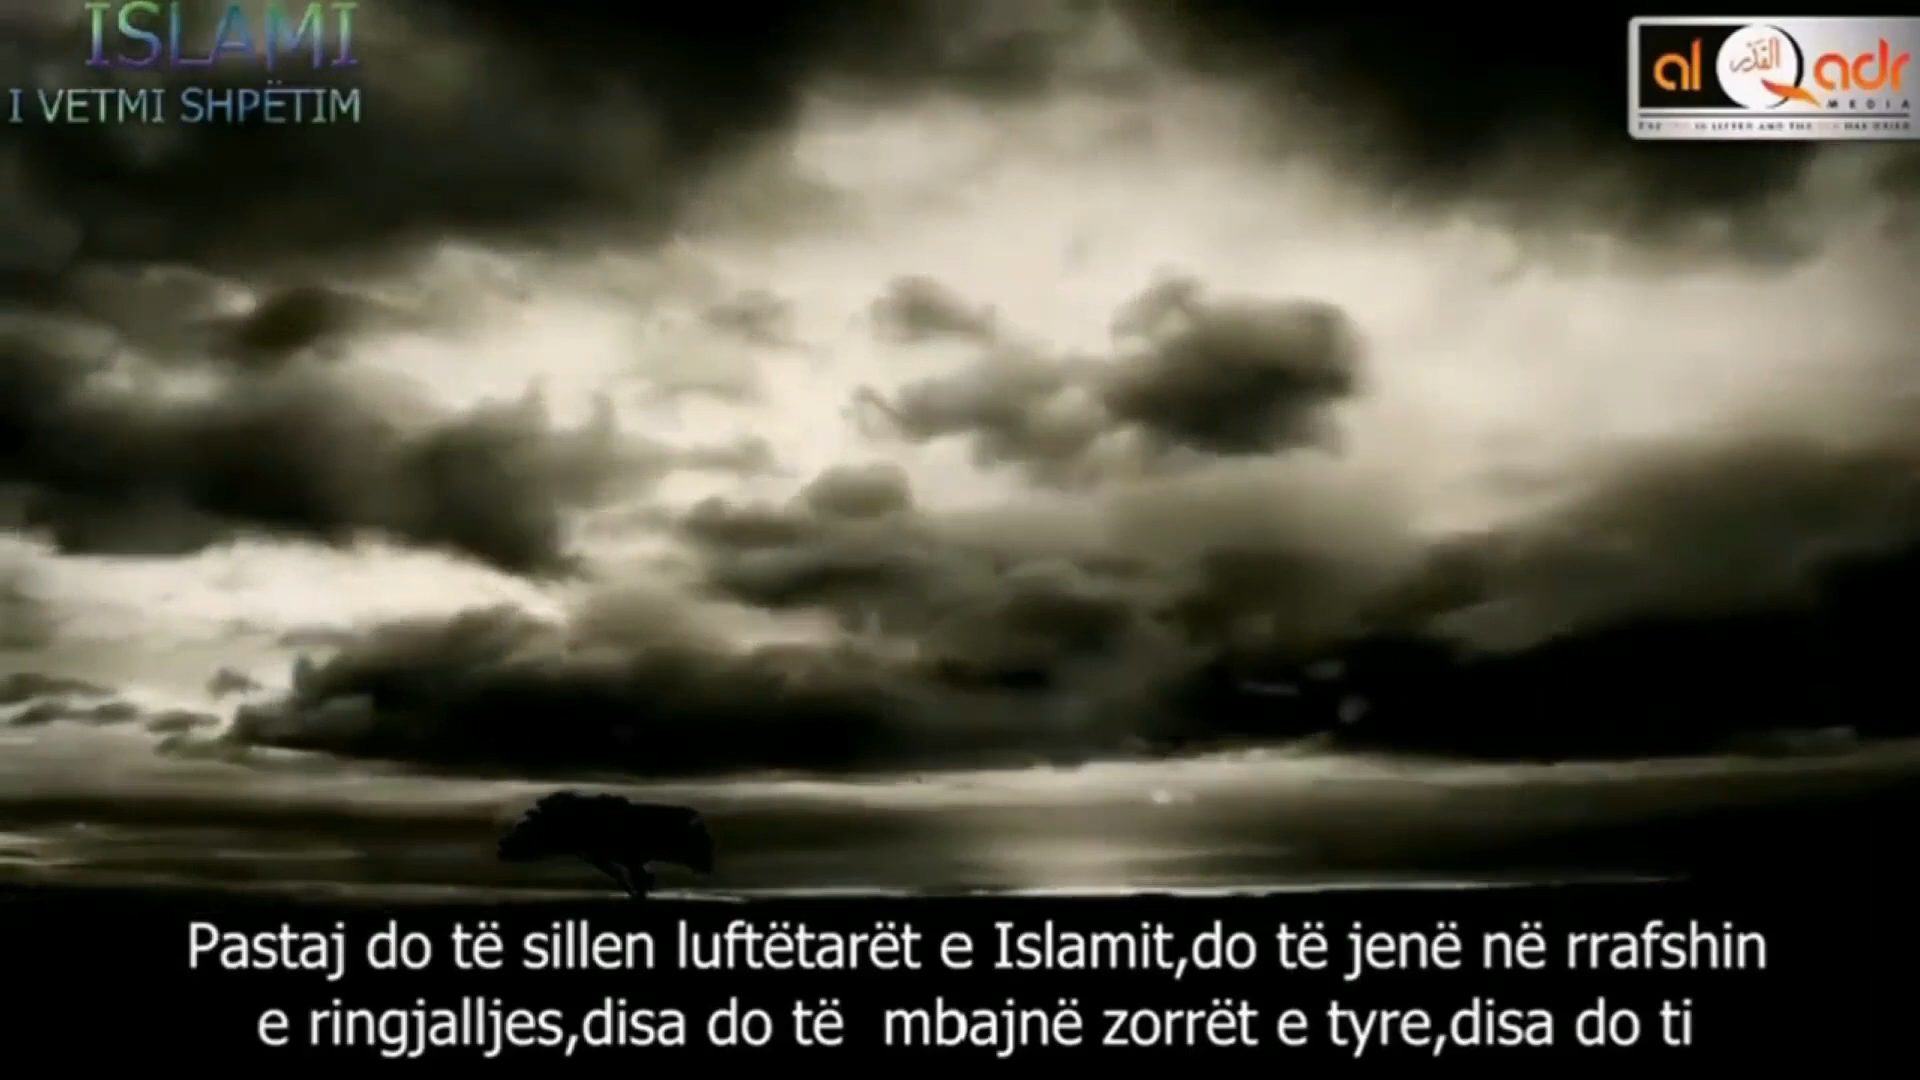 ISLAMI
I VETMI SHPËTIM
al Qadr
القدر
MEDIA
Pastaj do të sillen luftëtarët e Islamit,do të jenë në rrafshin
e ringjalljes,disa do të mbajnë zorrët e tyre,disa do ti